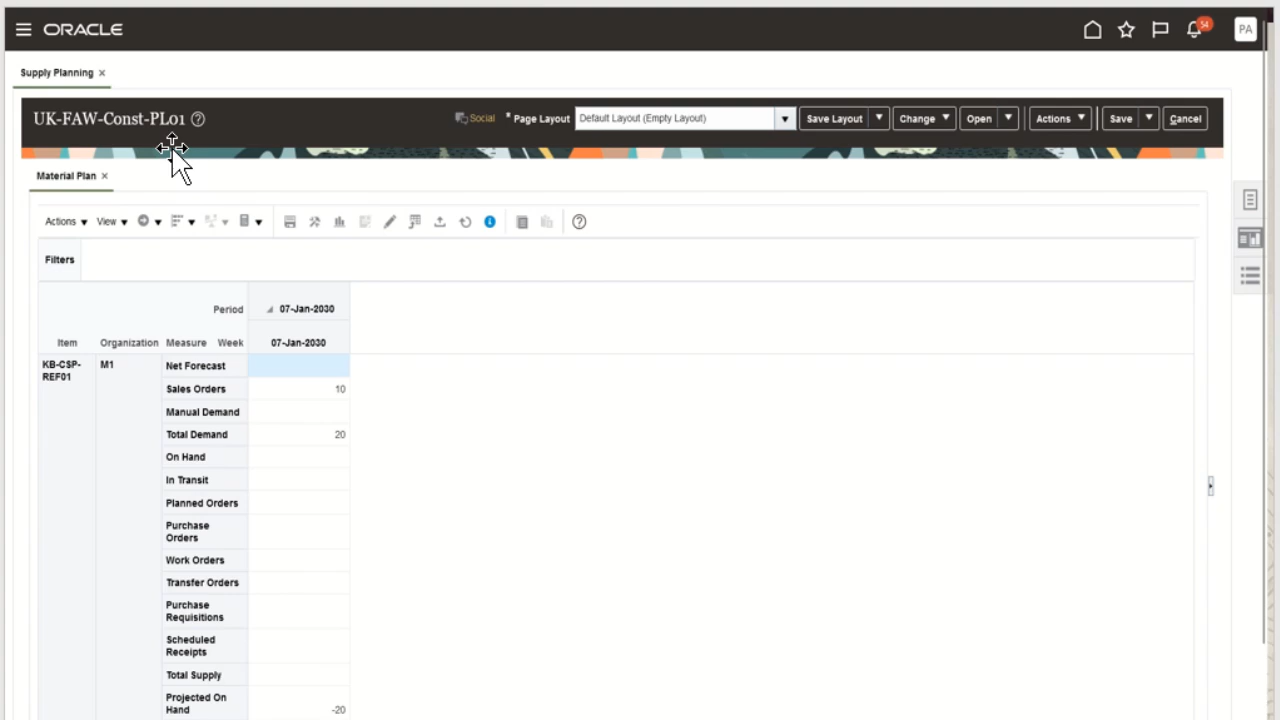 ORACLE 54 PA
Supply Planning ×
UK-FAW-Const-PL01 Social * Page Layout Default Layout (Empty Layout) Save Layout Change Open Actions Save Cancel
Material Plan ×
Actions View
Filters
Period 07-Jan-2030
Item Organization Measure Week 07-Jan-2030
KB-CSP-REF01 M1 Net Forecast
Sales Orders 10
Manual Demand
Total Demand 20
On Hand
In Transit
Planned Orders
Purchase
Orders
Work Orders
Transfer Orders
Purchase
Requisitions
Scheduled
Receipts
Total Supply
Projected On
Hand -20